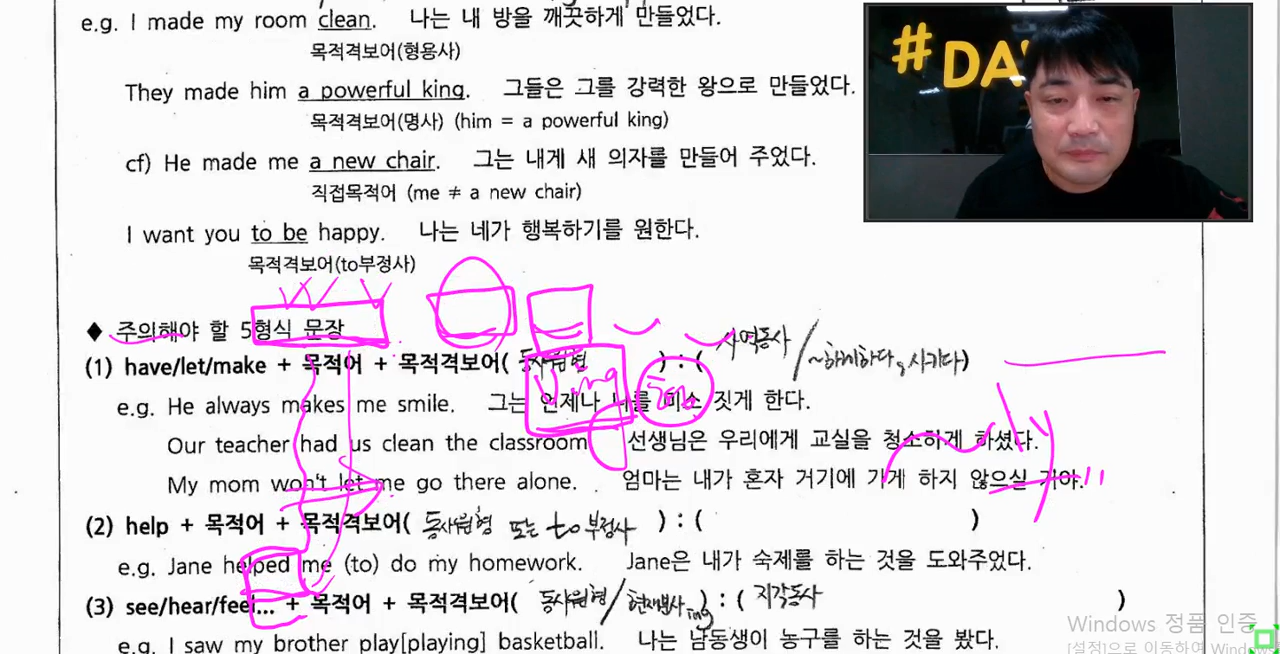 e.g. I made my room clean. 나는 내 방을 깨끗하게 만들었다.
목적격보어(형용사)
#DA
They made him a powerful king. 그들은 그를 강력한 왕으로 만들었다.
목적격보어(명사) (him = a powerful king)
cf) He made me a new chair. 그는 내게 새 의자를 만들어 주었다.
직접목적어 (me ≠ a new chair)
I want you to be happy. 나는 네가 행복하기를 원한다.
목적격보어(to부정사)
◆ 주의해야 할 5형식 문장
(1) have/let/make + 목적어 + 목적격보어( 동사원형 ) : ( 사역동사 / ~하게하다, 시키다)
e.g. He always makes me smile. 그는 언제나 나를 미소 짓게 한다.
Our teacher had us clean the classroom. 선생님은 우리에게 교실을 청소하게 하셨다.
My mom won't let me go there alone. 엄마는 내가 혼자 거기에 가게 하지 않으실 거야.
ly
(2) help + 목적어 + 목적격보어( 동사원형 또는 to 부정사 ) : ( )
e.g. Jane helped me (to) do my homework. Jane은 내가 숙제를 하는 것을 도와주었다.
(3) see/hear/feel... + 목적어 + 목적격보어( 동사원형 / 현재분사 ing ) : ( 지각동사 )
e.g. I saw my brother play[playing] basketball. 나는 남동생이 농구를 하는 것을 봤다.
Windows 정품 인증
[설정]으로 이동하여 Windows